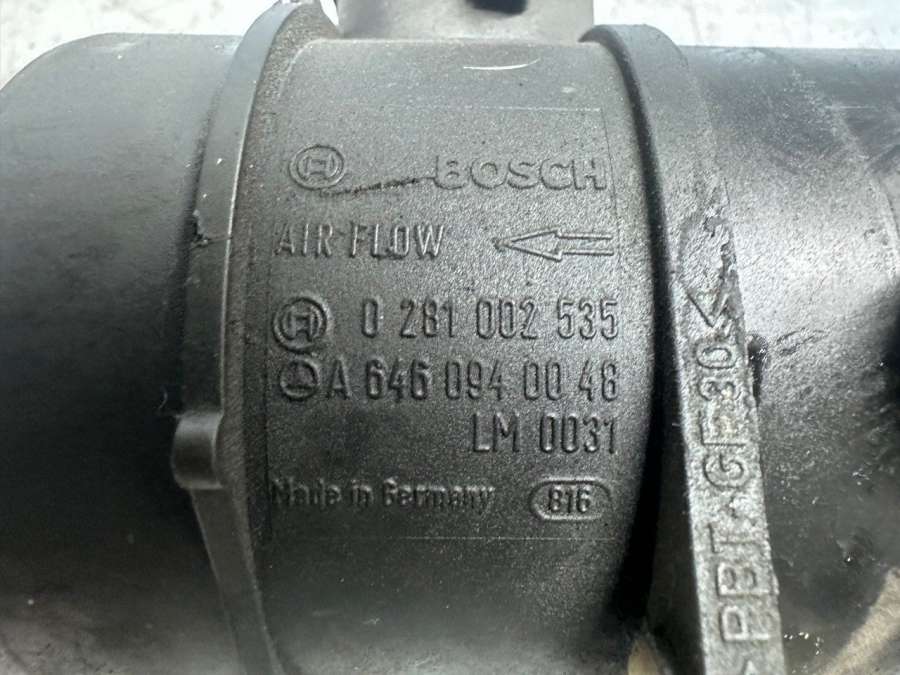 BOSCH
AIR FLOW
0 281 002 535
A 646 094 00 48
LM 0031
Made in Germany 816
>PBT-GF30<